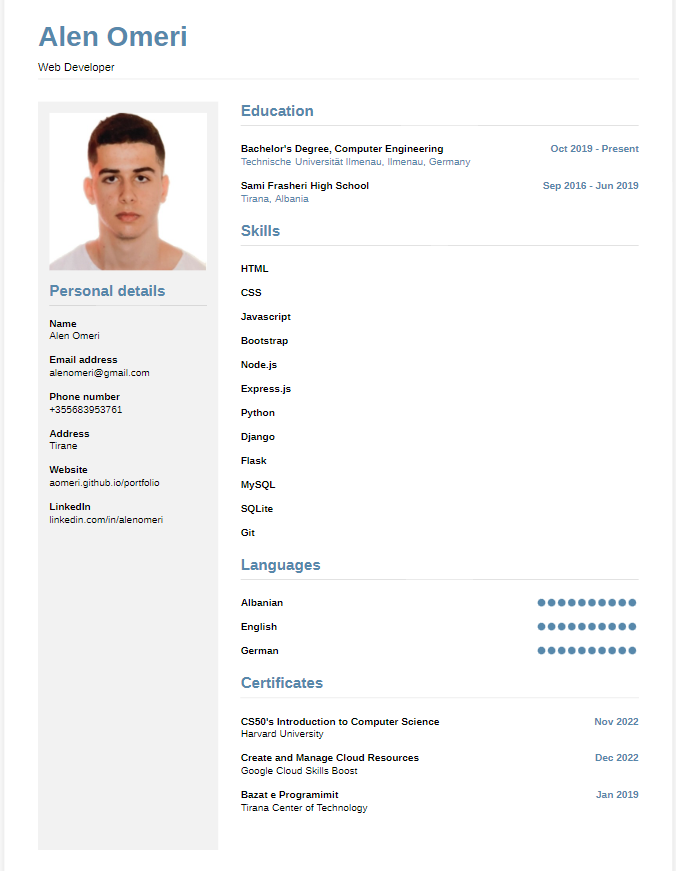 Alen Omeri
Web Developer
Personal details
Name
Alen Omeri
Email address
alenomeri@gmail.com
Phone number
+355683953761
Address
Tirane
Website
aomeri.github.io/portfolio
LinkedIn
linkedin.com/in/alenomeri
Education
Bachelor's Degree, Computer Engineering Oct 2019 - Present
Technische Universität Ilmenau, Ilmenau, Germany
Sami Frasheri High School Sep 2016 - Jun 2019
Tirana, Albania
Skills
HTML
CSS
Javascript
Bootstrap
Node.js
Express.js
Python
Django
Flask
MySQL
SQLite
Git
Languages
Albanian
English
German
Certificates
CS50's Introduction to Computer Science Nov 2022
Harvard University
Create and Manage Cloud Resources Dec 2022
Google Cloud Skills Boost
Bazat e Programimit Jan 2019
Tirana Center of Technology